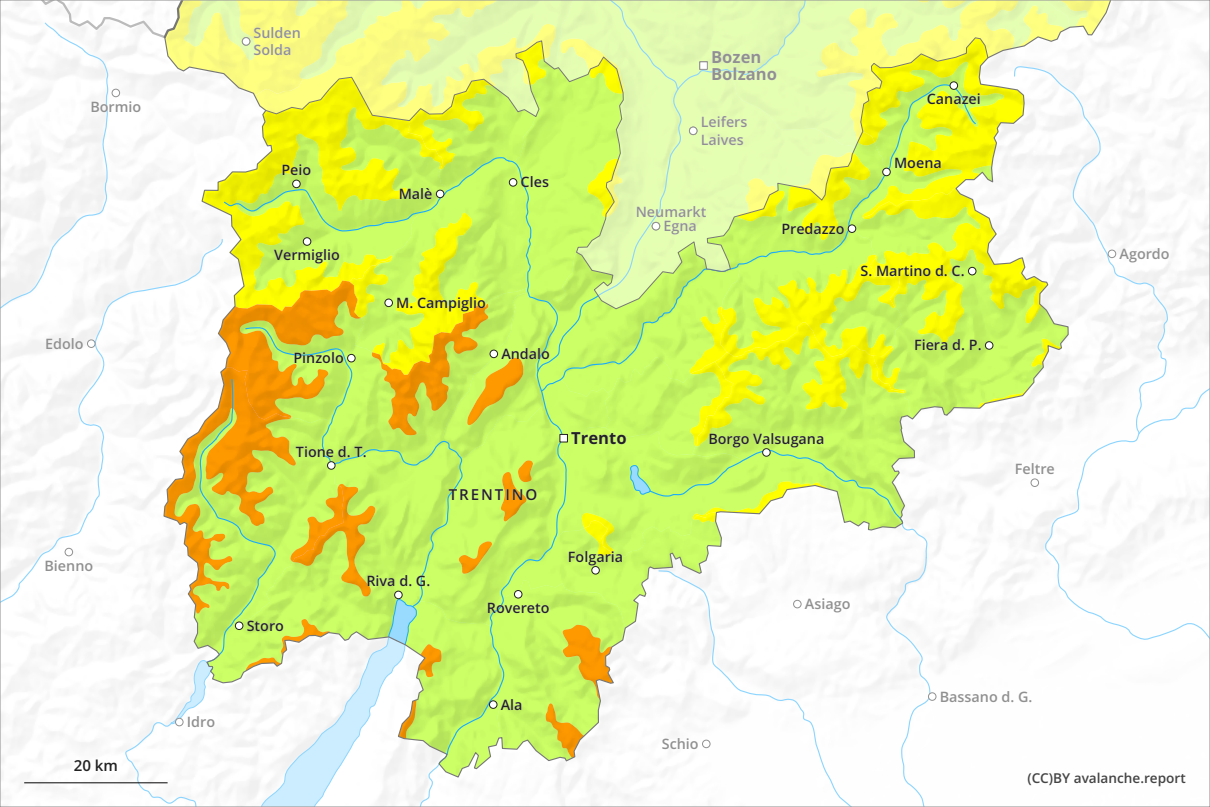 Sulden
Solda
Bozen
Bolzano
Bormio
Canazei
Leifers
Laives
Moena
Peio
Malè
Cles
Neumarkt
Egna
Predazzo
Vermiglio
Agordo
S. Martino d. C.
M. Campiglio
Edolo
Pinzolo
Andalo
Fiera d. P.
Trento
Borgo Valsugana
Tione d. T.
Feltre
TRENTINO
Bienno
Folgaria
Riva d. G.
Rovereto
Asiago
Storo
Idro
Ala
Bassano d. G.
Schio
20 km
(CC)BY avalanche.report